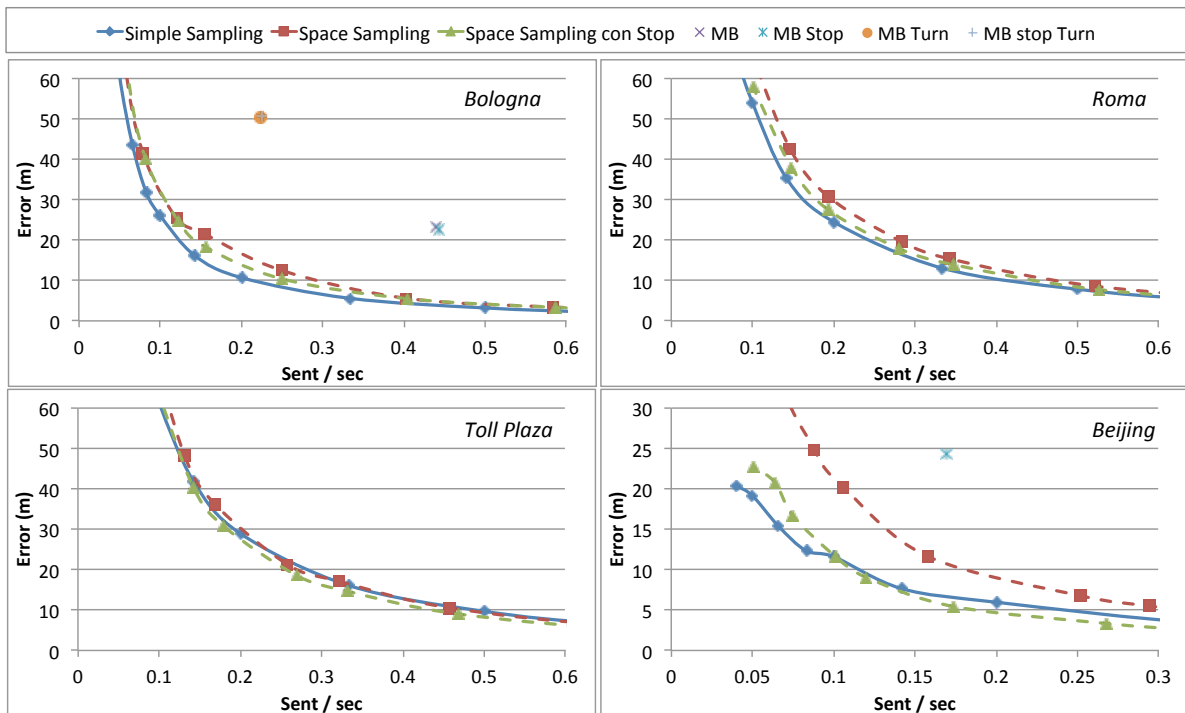 Simple Sampling Space Sampling Space Sampling con Stop MB MB Stop MB Turn MB stop Turn
Bologna
60
50
40
30
20
10
0
Error (m)
0 0.1 0.2 0.3 0.4 0.5 0.6
Sent / sec
Roma
60
50
40
30
20
10
0
Error (m)
0 0.1 0.2 0.3 0.4 0.5 0.6
Sent / sec
Toll Plaza
60
50
40
30
20
10
0
Error (m)
0 0.1 0.2 0.3 0.4 0.5 0.6
Sent / sec
Beijing
30
25
20
15
10
5
0
Error (m)
0 0.05 0.1 0.15 0.2 0.25 0.3
Sent / sec